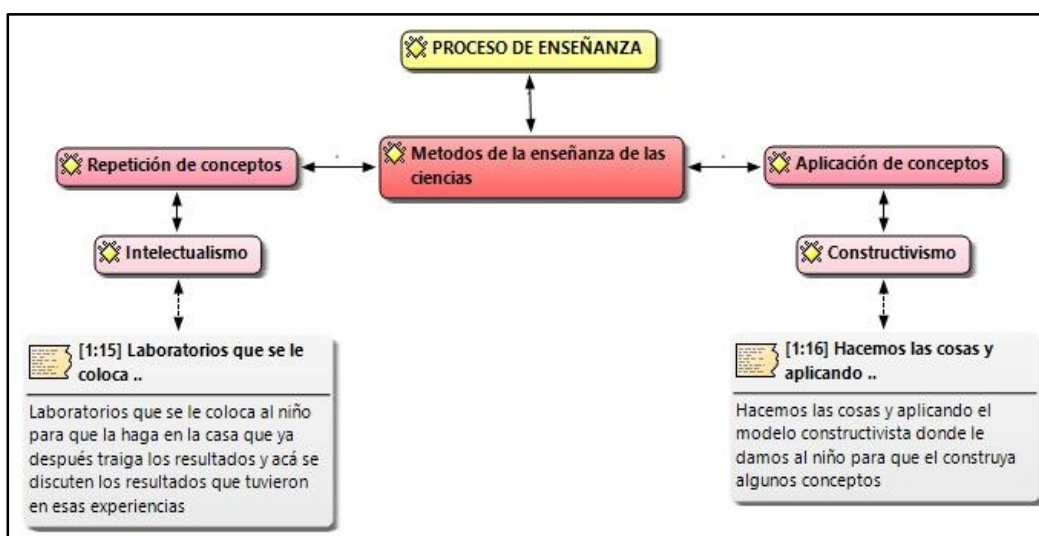 PROCESO DE ENSEÑANZA
Repetición de conceptos
Metodos de la enseñanza de las
ciencias
Aplicación de conceptos
Intelectualismo
Constructivismo
[1:15] Laboratorios que se le
coloca ..
Laboratorios que se le coloca al niño
para que la haga en la casa que ya
después traiga los resultados y acá se
discuten los resultados que tuvieron
en esas experiencias
[1:16] Hacemos las cosas y
aplicando ..
Hacemos las cosas y aplicando el
modelo constructivista donde le
damos al niño para que el construya
algunos conceptos